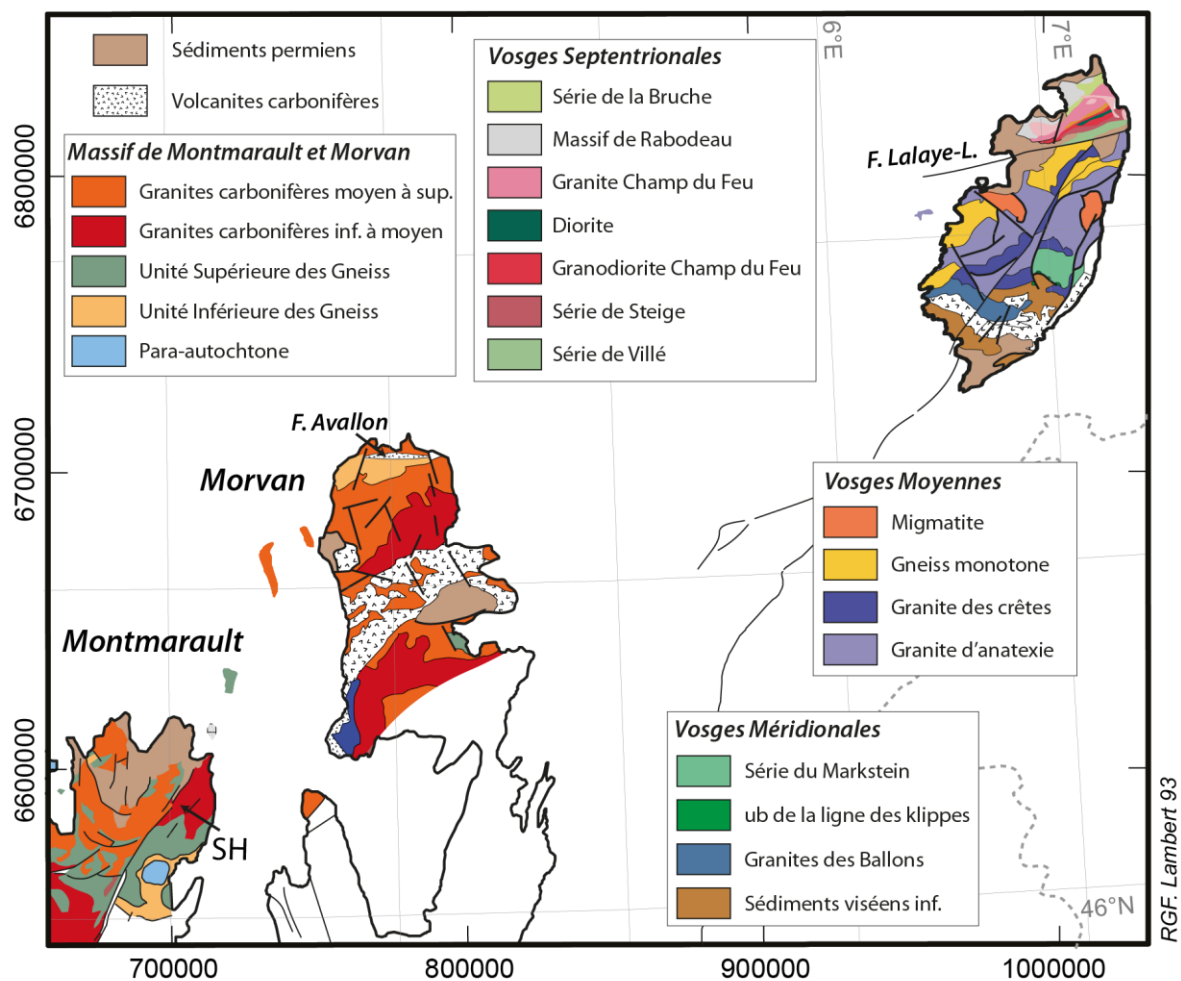 Sédiments permiens
Volcanites carbonifères
Massif de Montmarault et Morvan
Granites carbonifères moyen à sup.
Granites carbonifères inf. à moyen
Unité Supérieure des Gneiss
Unité Inférieure des Gneiss
Para-autochtone
Vosges Septentrionales
Série de la Bruche
Massif de Rabodeau
Granite Champ du Feu
Diorite
Granodiorite Champ du Feu
Série de Steige
Série de Villé
6°E
7°E
F. Lalaye-L.
F. Avallon
Morvan
Montmarault
SH
Vosges Moyennes
Migmatite
Gneiss monotone
Granite des crêtes
Granite d'anatexie
Vosges Méridionales
Série du Markstein
ub de la ligne des klippes
Granites des Ballons
Sédiments viséens inf.
46°N
RGF. Lambert 93
6800000
6700000
6600000
700000
800000
900000
1000000